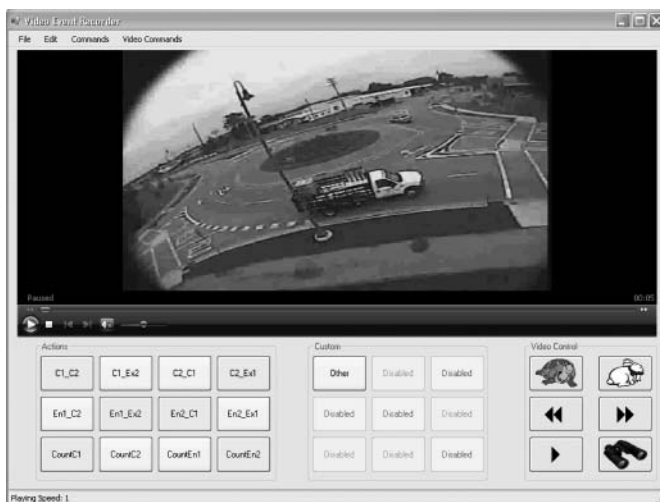 Video Event Recorder
File Edit Commands Video Commands
Paused 00:05
Actions Custom Video Control
C1_C2 C1_Ex2 C2_C1 C2_Ex1 Other Disabled Disabled
En1_C2 En1_Ex2 En2_C1 En2_Ex1 Disabled Disabled Disabled
CountC1 CountC2 CountEn1 CountEn2 Disabled Disabled Disabled
Playing Speed: 1